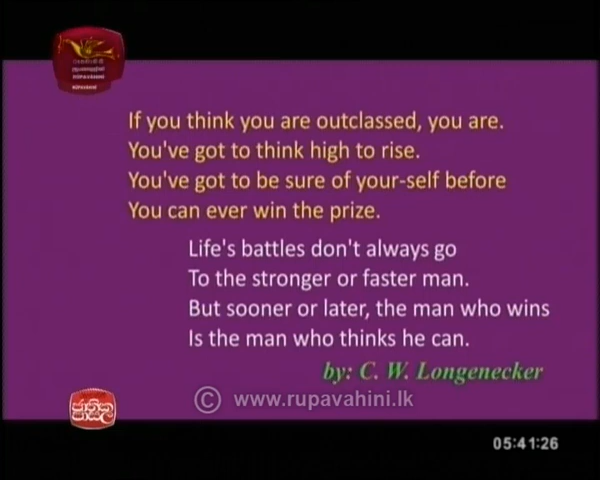 RUPAVAHINI
If you think you are outclassed, you are.
You've got to think high to rise.
You've got to be sure of your-self before
You can ever win the prize.
Life's battles don't always go
To the stronger or faster man.
But sooner or later, the man who wins
Is the man who thinks he can.
by: C. W. Longenecker
© www.rupavahini.lk
05:41:26